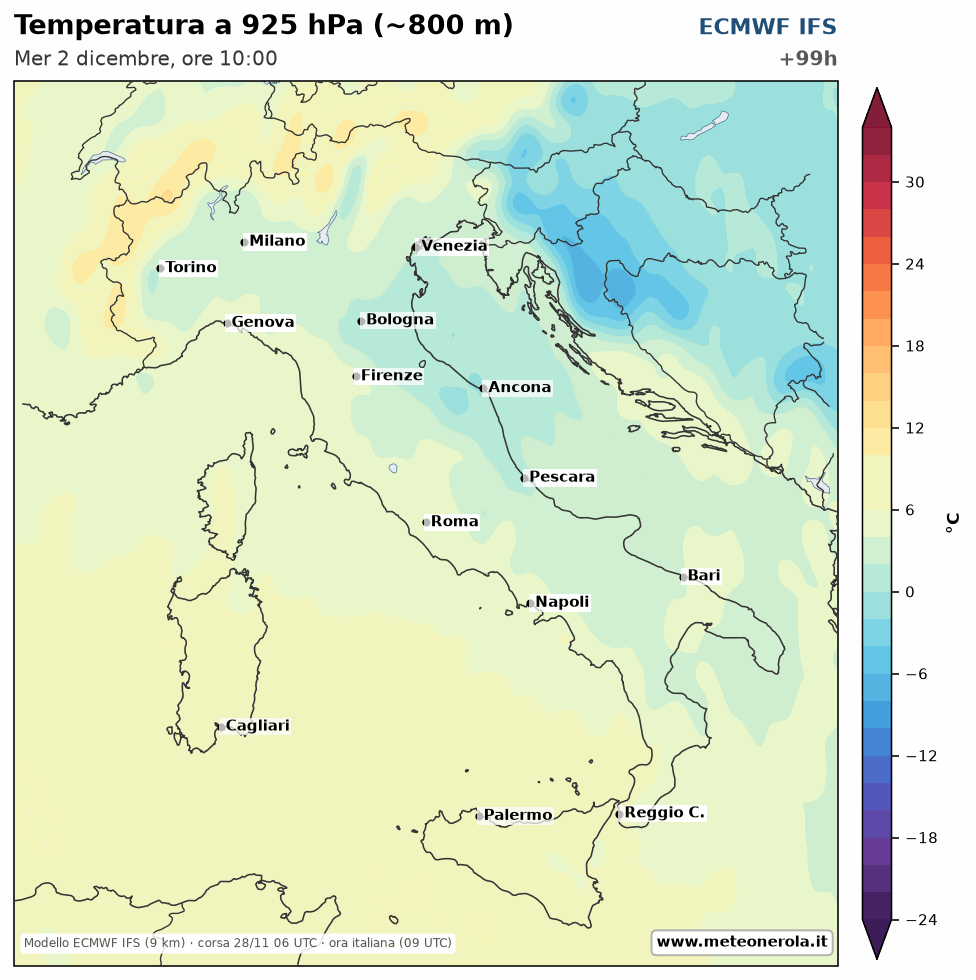 Temperatura a 925 hPa (~800 m)
ECMWF IFS
Mer 2 dicembre, ore 10:00
+99h
Milano
Venezia
Torino
Genova
Bologna
Firenze
Ancona
Pescara
Roma
Bari
Napoli
Cagliari
Palermo
Reggio C.
30
24
18
12
6
0
−6
−12
−18
−24
°C
Modello ECMWF IFS (9 km) · corsa 28/11 06 UTC · ora italiana (09 UTC)
www.meteonerola.it